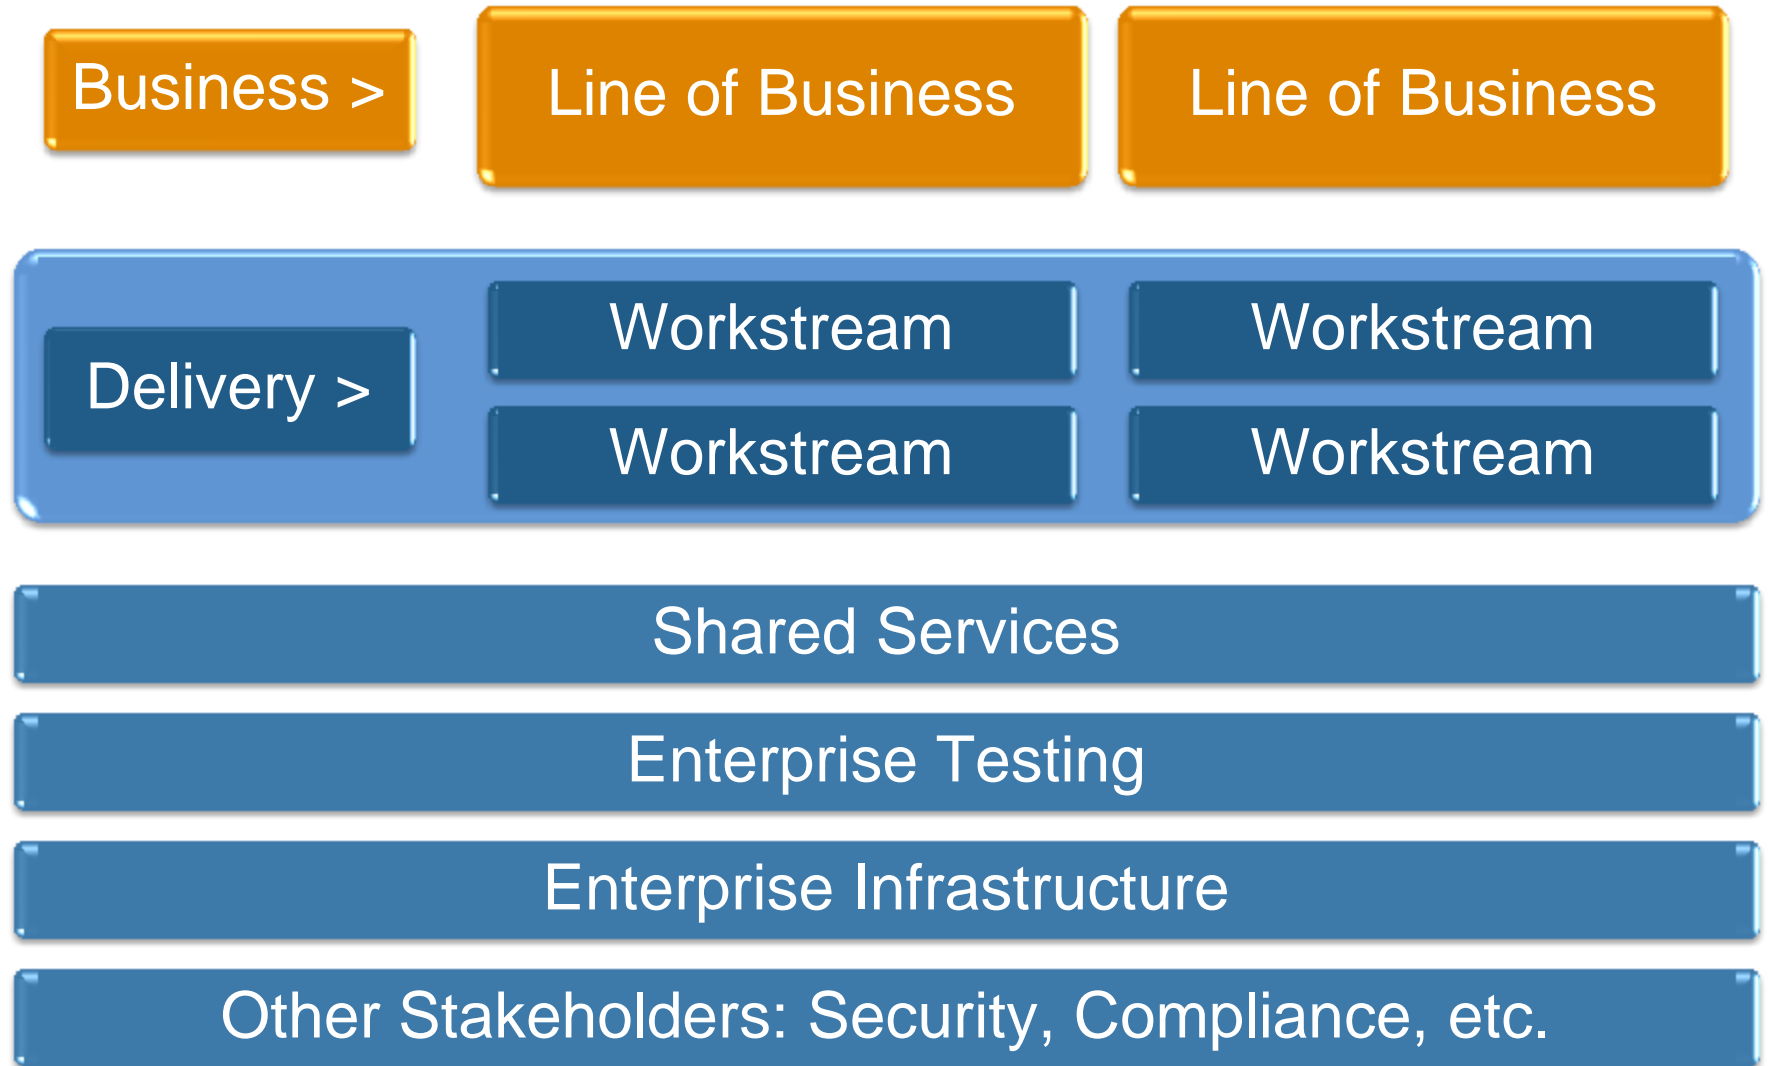 Business >
Line of Business
Line of Business
Delivery >
Workstream
Workstream
Workstream
Workstream
Shared Services
Enterprise Testing
Enterprise Infrastructure
Other Stakeholders: Security, Compliance, etc.